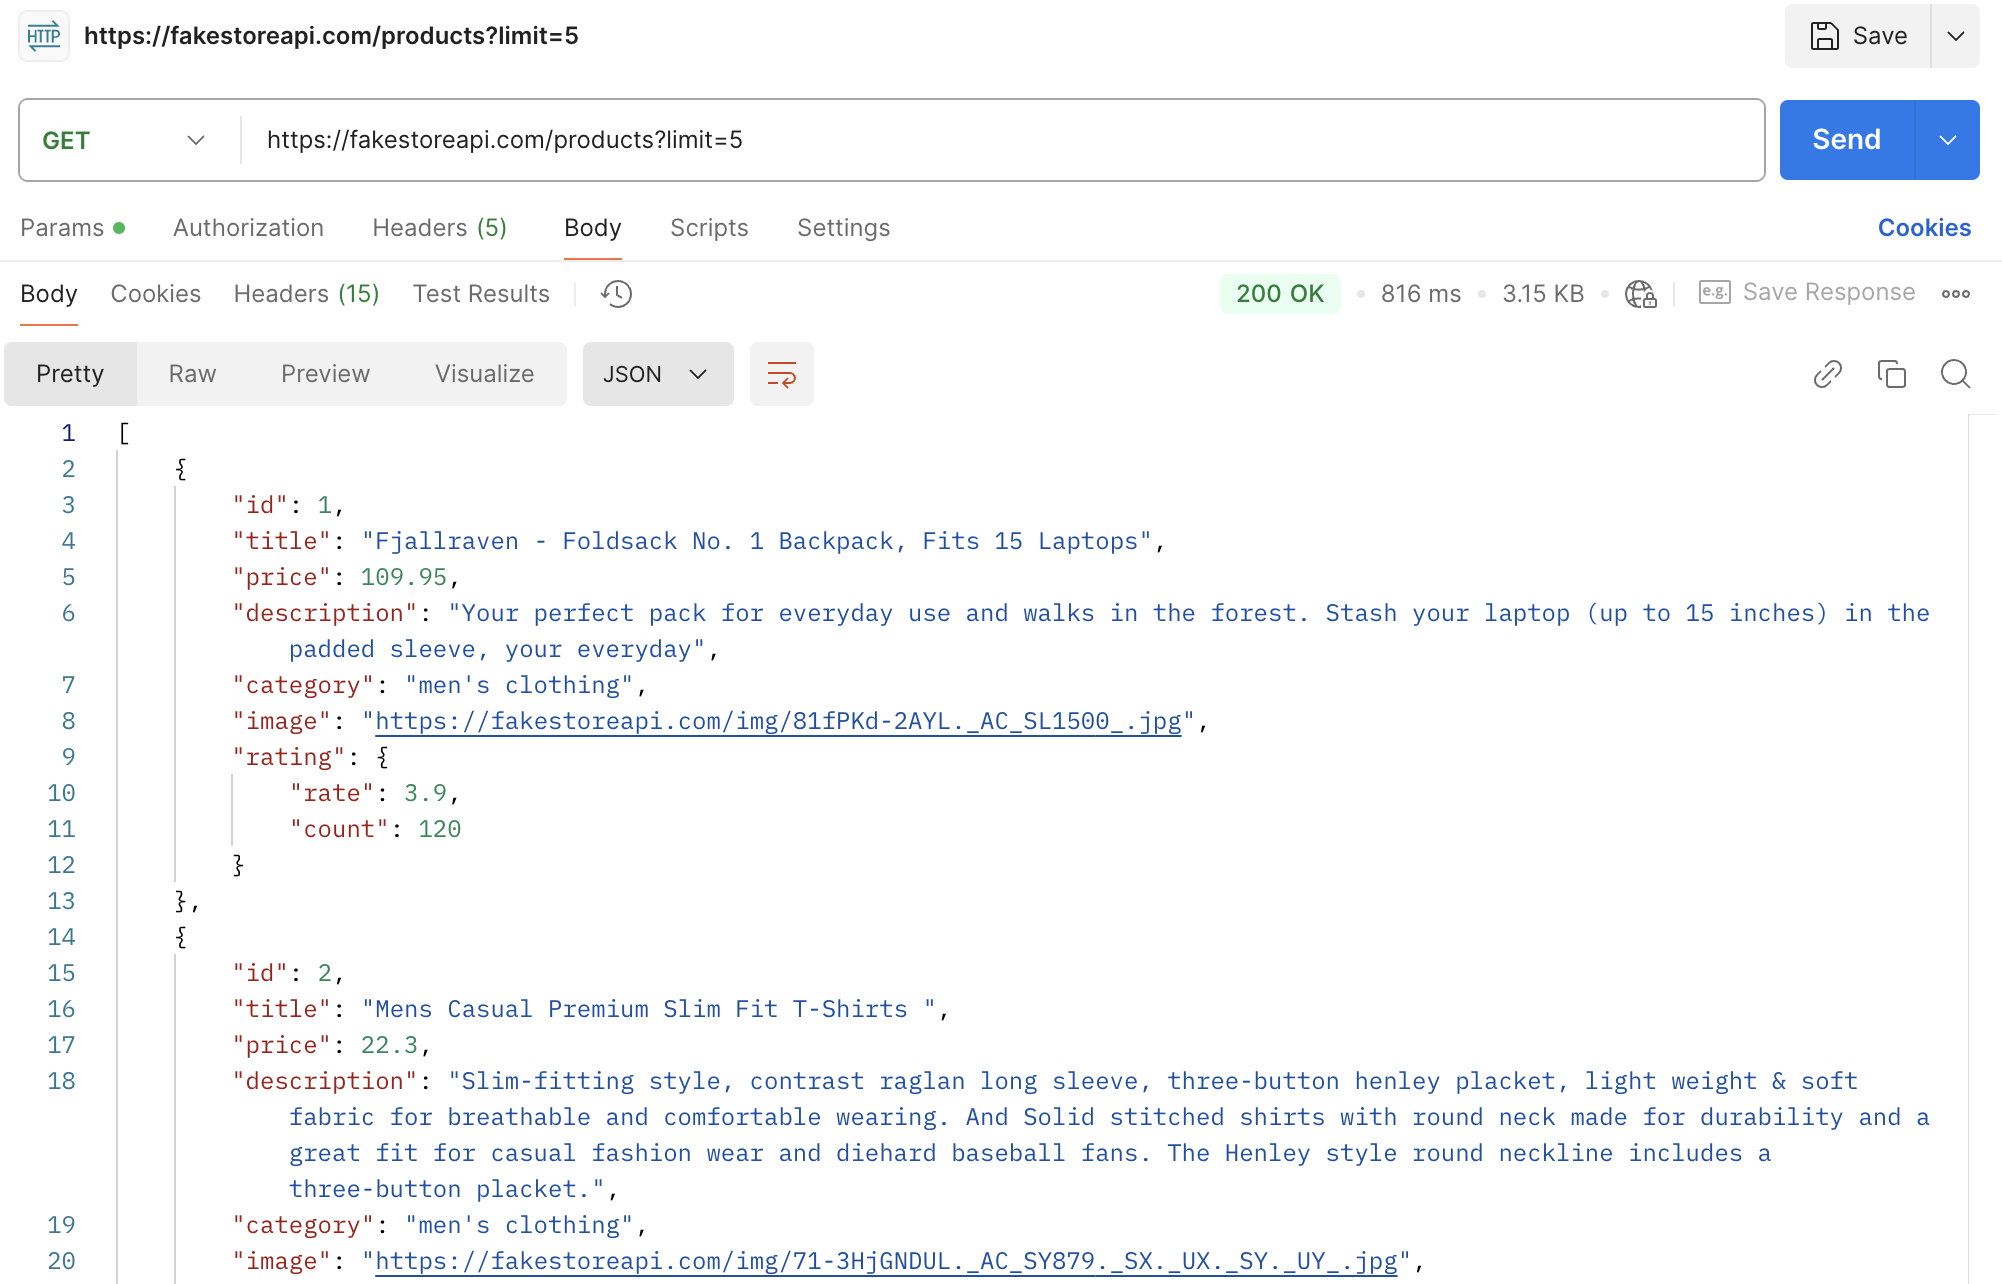 HTTP https://fakestoreapi.com/products?limit=5 Save
GET https://fakestoreapi.com/products?limit=5 Send
Params Authorization Headers (5) Body Scripts Settings Cookies
Body Cookies Headers (15) Test Results 200 OK 816 ms 3.15 KB e.g. Save Response
Pretty Raw Preview Visualize JSON
1 [
2 {
3 "id": 1,
4 "title": "Fjallraven - Foldsack No. 1 Backpack, Fits 15 Laptops",
5 "price": 109.95,
6 "description": "Your perfect pack for everyday use and walks in the forest. Stash your laptop (up to 15 inches) in the
padded sleeve, your everyday",
7 "category": "men's clothing",
8 "image": "https://fakestoreapi.com/img/81fPKd-2AYL._AC_SL1500_.jpg",
9 "rating": {
10 "rate": 3.9,
11 "count": 120
12 }
13 },
14 {
15 "id": 2,
16 "title": "Mens Casual Premium Slim Fit T-Shirts ",
17 "price": 22.3,
18 "description": "Slim-fitting style, contrast raglan long sleeve, three-button henley placket, light weight & soft
fabric for breathable and comfortable wearing. And Solid stitched shirts with round neck made for durability and a
great fit for casual fashion wear and diehard baseball fans. The Henley style round neckline includes a
three-button placket.",
19 "category": "men's clothing",
20 "image": "https://fakestoreapi.com/img/71-3HjGNDUL._AC_SY879._SX._UX._SY._UY_.jpg",